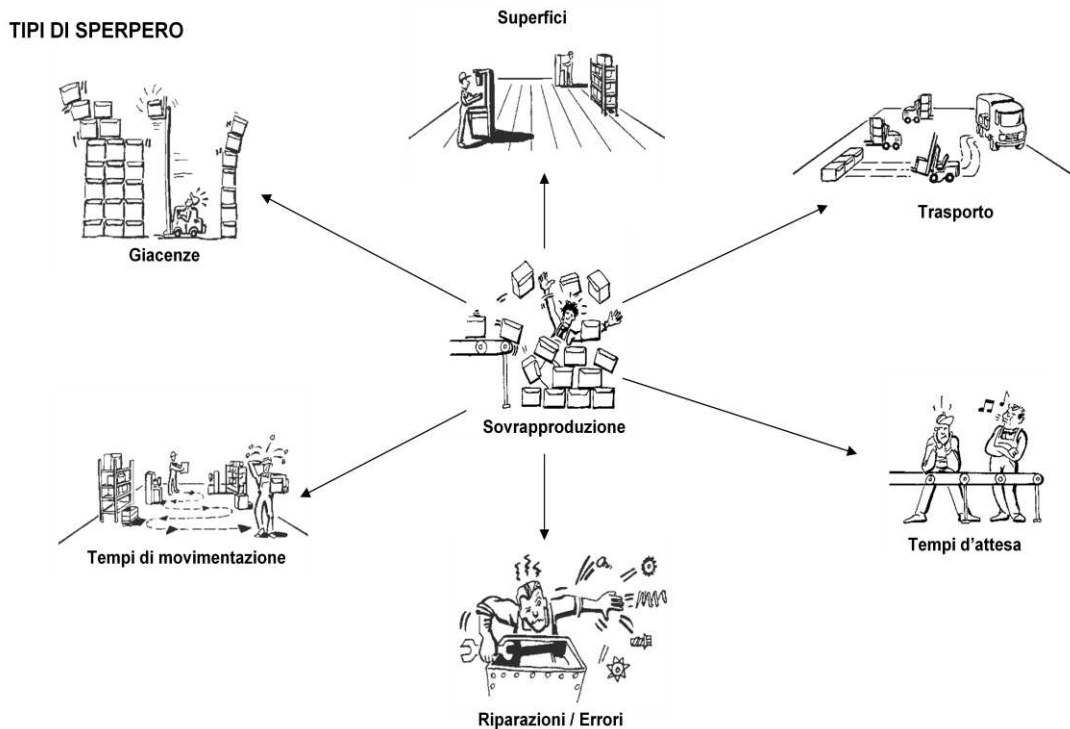 TIPI DI SPERPERO
Superfici
Giacenze
Trasporto
Sovrapproduzione
Tempi di movimentazione
Tempi d'attesa
Riparazioni / Errori